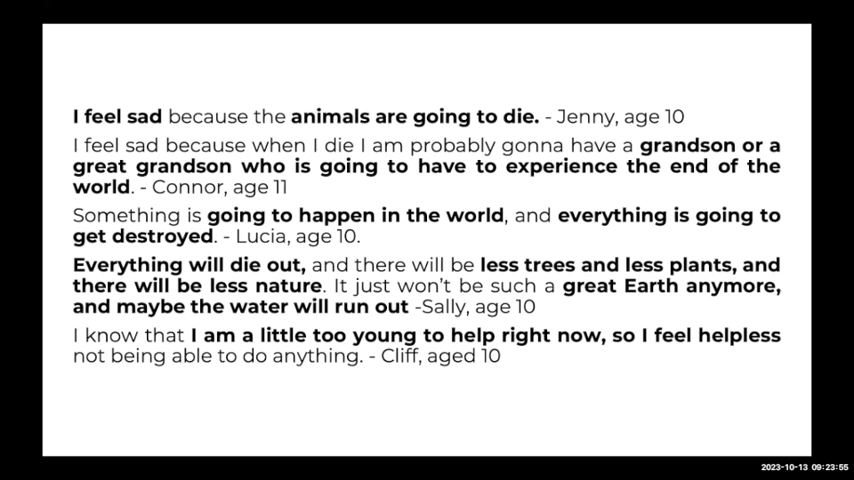 I feel sad because the animals are going to die. - Jenny, age 10
I feel sad because when I die I am probably gonna have a grandson or a
great grandson who is going to have to experience the end of the
world. - Connor, age 11
Something is going to happen in the world, and everything is going to
get destroyed. - Lucia, age 10.
Everything will die out, and there will be less trees and less plants, and
there will be less nature. It just won't be such a great Earth anymore,
and maybe the water will run out -Sally, age 10
I know that I am a little too young to help right now, so I feel helpless
not being able to do anything. - Cliff, aged 10
2023-10-13 09:23:55